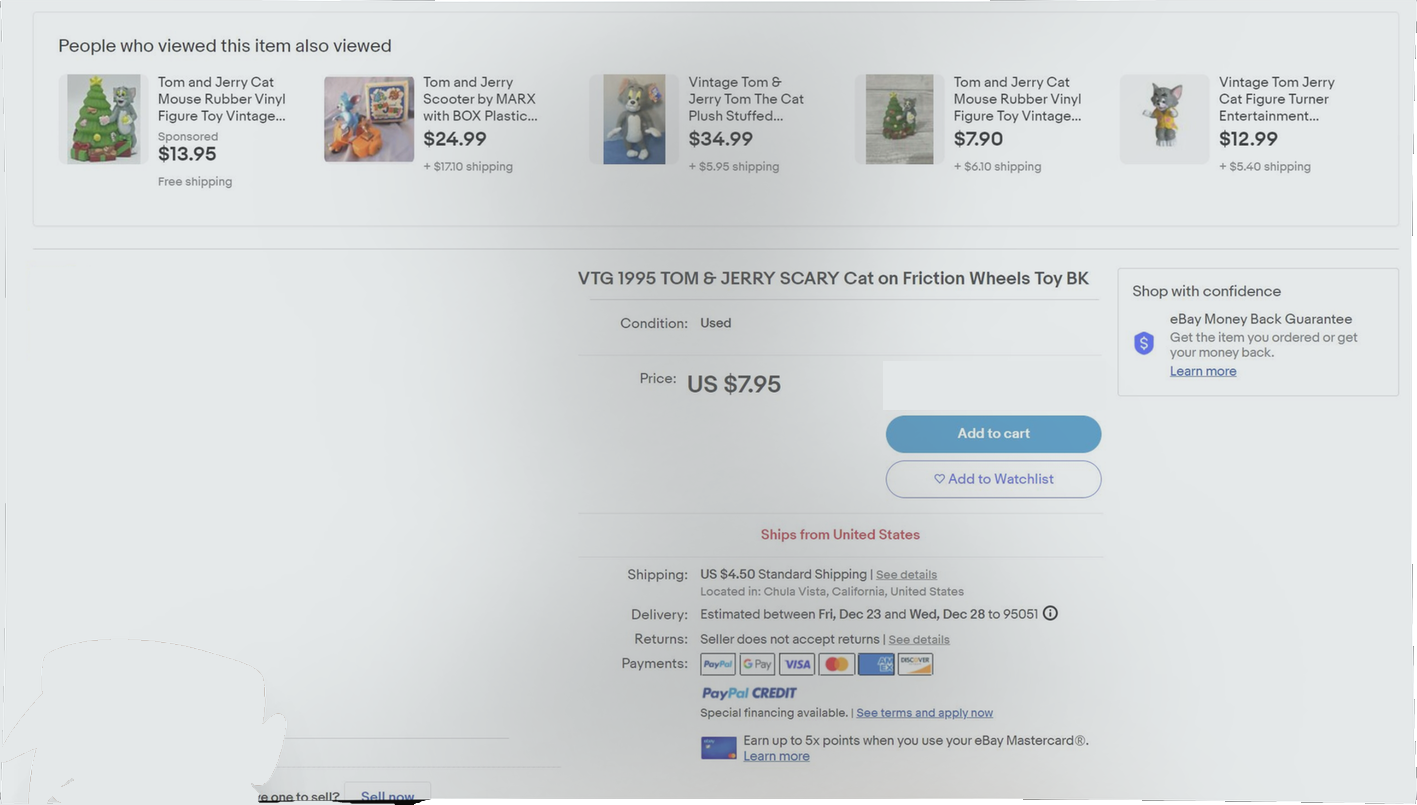 People who viewed this item also viewed
Tom and Jerry Cat
Mouse Rubber Vinyl
Figure Toy Vintage...
Sponsored
$13.95
Free shipping
Tom and Jerry
Scooter by MARX
with BOX Plastic...
$24.99
+ $17.10 shipping
Vintage Tom &
Jerry Tom The Cat
Plush Stuffed...
$34.99
+ $5.95 shipping
Tom and Jerry Cat
Mouse Rubber Vinyl
Figure Toy Vintage...
$7.90
+ $6.10 shipping
Vintage Tom Jerry
Cat Figure Turner
Entertainment...
$12.99
+ $5.40 shipping
VTG 1995 TOM & JERRY SCARY Cat on Friction Wheels Toy BK
Condition: Used
Price: US $7.95
Add to cart
Add to Watchlist
Ships from United States
Shipping: US $4.50 Standard Shipping | See details
Located in: Chula Vista, California, United States
Delivery: Estimated between Fri, Dec 23 and Wed, Dec 28 to 95051
Returns: Seller does not accept returns | See details
Payments: PayPal G Pay VISA AMEX DISCOVER
PayPal CREDIT
Special financing available. | See terms and apply now
Earn up to 5x points when you use your eBay Mastercard®.
Learn more
Shop with confidence
eBay Money Back Guarantee
Get the item you ordered or get
your money back.
Learn more
one to sell? Sell now